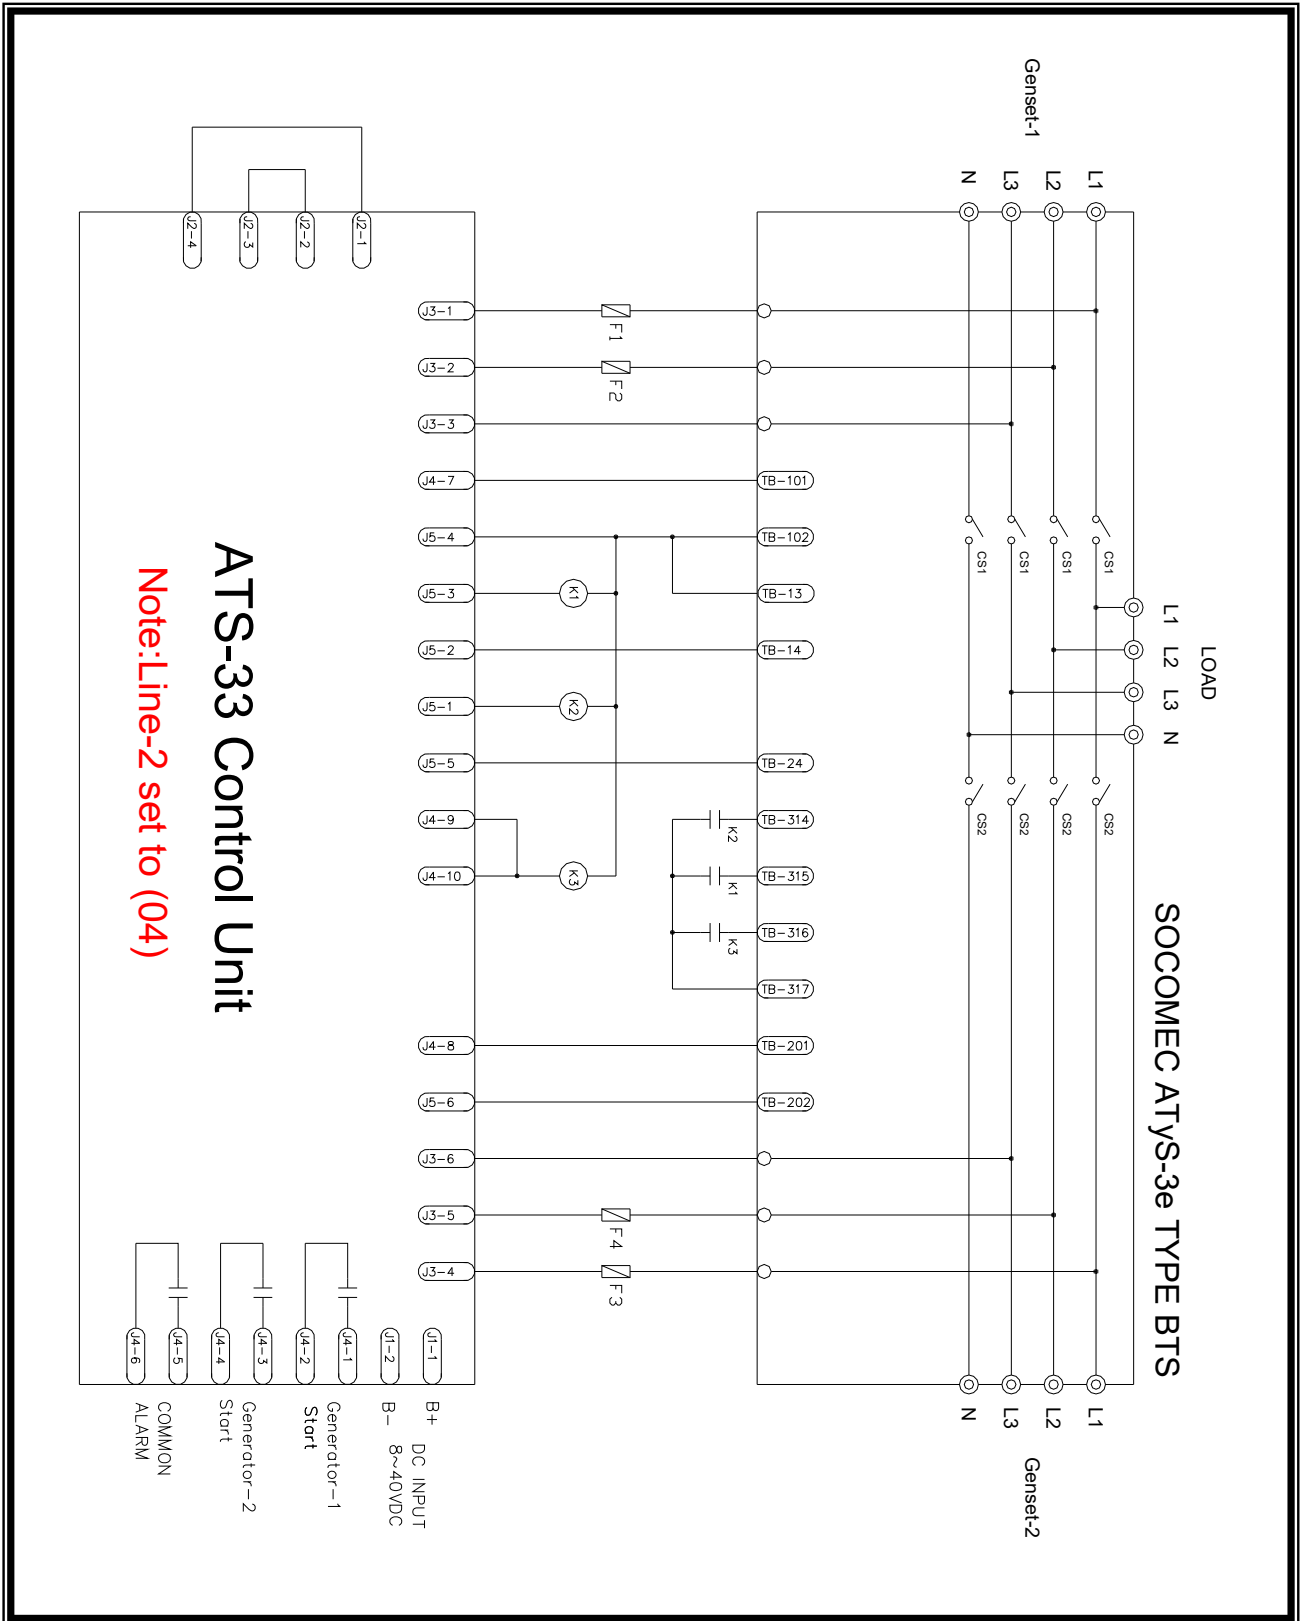 SOCOMEC ATyS-3e TYPE BTS
LOAD
L1 L2 L3 N
Genset-1
L1
L2
L3
N
CS1
CS1
CS1
CS1
CS2
CS2
CS2
CS2
Genset-2
L1
L2
L3
N
TB-101
TB-102
TB-13
TB-14
TB-24
TB-314
TB-315
TB-316
TB-317
TB-201
TB-202
K2
K1
K3
F1
F2
F4
F3
K1
K2
K3
J3-1
J3-2
J3-3
J4-7
J5-4
J5-3
J5-2
J5-1
J5-5
J4-9
J4-10
J4-8
J5-6
J3-6
J3-5
J3-4
J2-1
J2-2
J2-3
J2-4
ATS-33 Control Unit
Note:Line-2 set to (04)
J1-1 B+ DC INPUT
J1-2 B- 8~40VDC
J4-1 Generator-1
J4-2 Start
J4-3 Generator-2
J4-4 Start
J4-5 COMMON
J4-6 ALARM